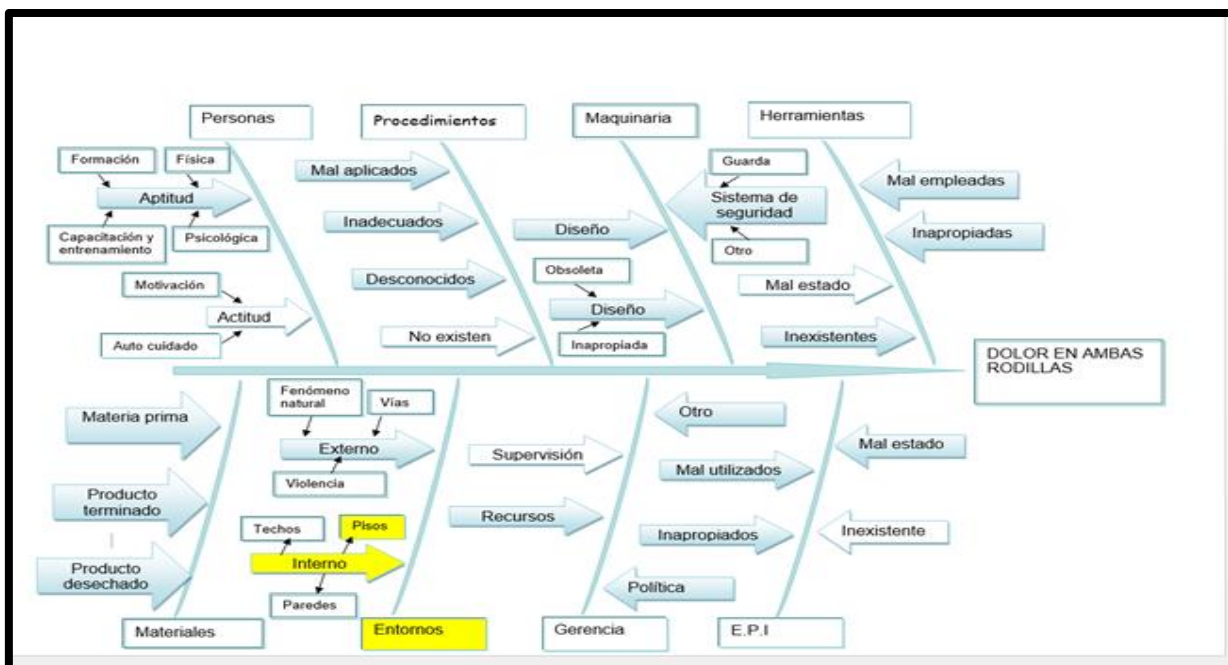 Personas
Procedimientos
Maquinaria
Herramientas
Formación
Física
Aptitud
Capacitación y
entrenamiento
Psicológica
Motivación
Actitud
Auto cuidado
Mal aplicados
Inadecuados
Desconocidos
No existen
Diseño
Obsoleta
Diseño
Inapropiada
Guarda
Sistema de
seguridad
Otro
Mal estado
Inexistentes
Mal empleadas
Inapropiadas
DOLOR EN AMBAS
RODILLAS
Materia prima
Producto
terminado
Producto
desechado
Materiales
Fenómeno
natural
Vías
Externo
Violencia
Techos
Pisos
Interno
Paredes
Entornos
Supervisión
Recursos
Otro
Política
Gerencia
Mal utilizados
Inapropiados
Mal estado
Inexistente
E.P.I